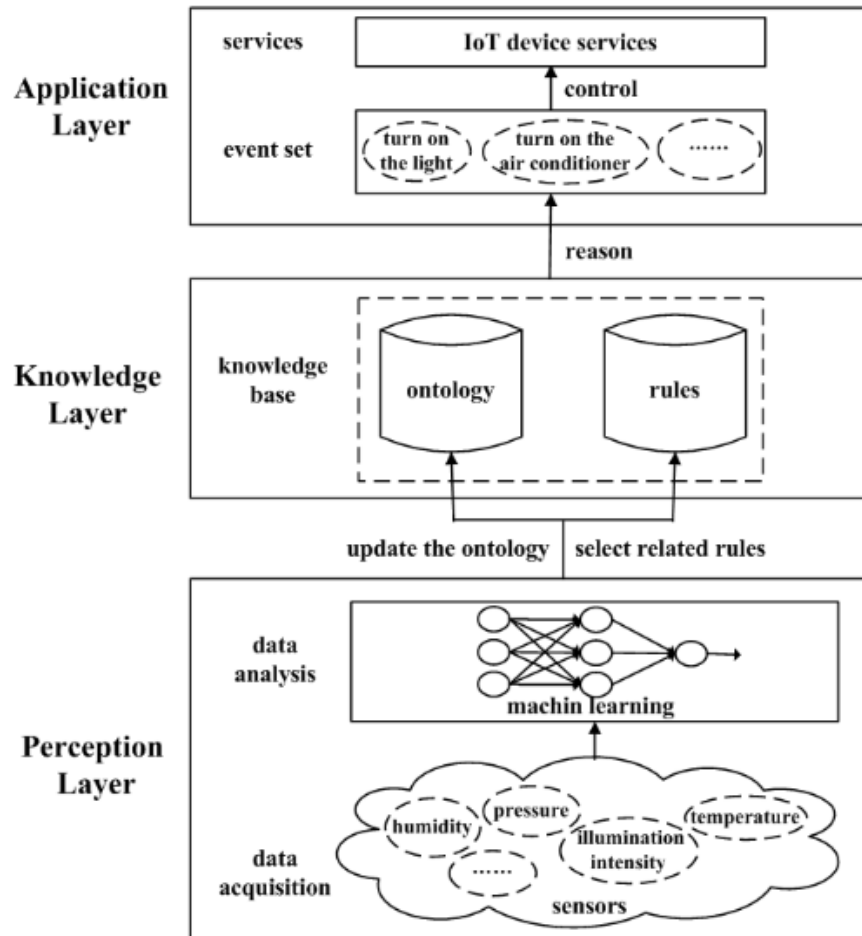 services
IoT device services
control
Application
Layer
event set
turn on
the light
turn on the
air conditioner
......
reason
Knowledge
Layer
knowledge
base
ontology
rules
update the ontology
select related rules
data
analysis
machin learning
Perception
Layer
data
acquisition
humidity
pressure
illumination
intensity
temperature
......
sensors